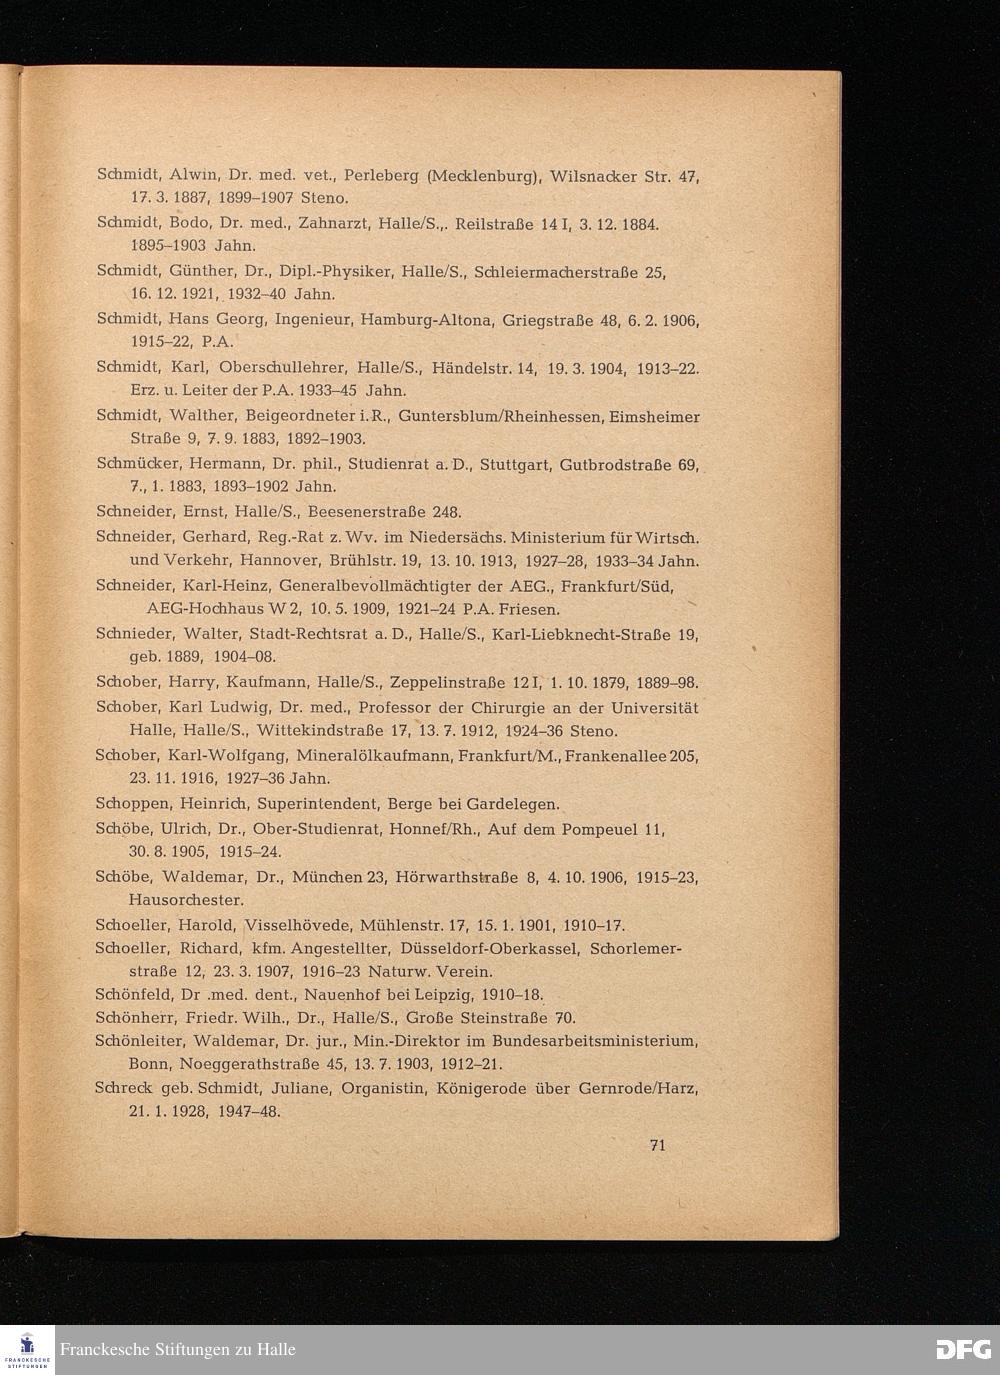 Schmidt, Alwin, Dr. med. vet., Perleberg (Mecklenburg), Wilsnacker Str. 47,
17. 3. 1887, 1899–1907 Steno.
Schmidt, Bodo, Dr. med., Zahnarzt, Halle/S.,. Reilstraße 14 I, 3. 12. 1884.
1895–1903 Jahn.
Schmidt, Günther, Dr., Dipl.-Physiker, Halle/S., Schleiermacherstraße 25,
16. 12. 1921, 1932–40 Jahn.
Schmidt, Hans Georg, Ingenieur, Hamburg-Altona, Griegstraße 48, 6. 2. 1906,
1915–22, P.A.
Schmidt, Karl, Oberschullehrer, Halle/S., Händelstr. 14, 19. 3. 1904, 1913–22.
Erz. u. Leiter der P.A. 1933–45 Jahn.
Schmidt, Walther, Beigeordneter i. R., Guntersblum/Rheinhessen, Eimsheimer
Straße 9, 7. 9. 1883, 1892–1903.
Schmücker, Hermann, Dr. phil., Studienrat a. D., Stuttgart, Gutbrodstraße 69,
7., 1. 1883, 1893–1902 Jahn.
Schneider, Ernst, Halle/S., Beesenerstraße 248.
Schneider, Gerhard, Reg.-Rat z. Wv. im Niedersächs. Ministerium für Wirtsch.
und Verkehr, Hannover, Brühlstr. 19, 13. 10. 1913, 1927–28, 1933–34 Jahn.
Schneider, Karl-Heinz, Generalbevollmächtigter der AEG., Frankfurt/Süd,
AEG-Hochhaus W 2, 10. 5. 1909, 1921–24 P.A. Friesen.
Schnieder, Walter, Stadt-Rechtsrat a. D., Halle/S., Karl-Liebknecht-Straße 19,
geb. 1889, 1904–08.
Schober, Harry, Kaufmann, Halle/S., Zeppelinstraße 12 I, 1. 10. 1879, 1889–98.
Schober, Karl Ludwig, Dr. med., Professor der Chirurgie an der Universität
Halle, Halle/S., Wittekindstraße 17, 13. 7. 1912, 1924–36 Steno.
Schober, Karl-Wolfgang, Mineralölkaufmann, Frankfurt/M., Frankenallee 205,
23. 11. 1916, 1927–36 Jahn.
Schoppen, Heinrich, Superintendent, Berge bei Gardelegen.
Schöbe, Ulrich, Dr., Ober-Studienrat, Honnef/Rh., Auf dem Pompeuel 11,
30. 8. 1905, 1915–24.
Schöbe, Waldemar, Dr., München 23, Hörwarthstraße 8, 4. 10. 1906, 1915–23,
Hausorchester.
Schoeller, Harold, Visselhövede, Mühlenstr. 17, 15. 1. 1901, 1910–17.
Schoeller, Richard, kfm. Angestellter, Düsseldorf-Oberkassel, Schorlemer-
straße 12, 23. 3. 1907, 1916–23 Naturw. Verein.
Schönfeld, Dr .med. dent., Nauenhof bei Leipzig, 1910–18.
Schönherr, Friedr. Wilh., Dr., Halle/S., Große Steinstraße 70.
Schönleiter, Waldemar, Dr. jur., Min.-Direktor im Bundesarbeitsministerium,
Bonn, Noeggerathstraße 45, 13. 7. 1903, 1912–21.
Schreck geb. Schmidt, Juliane, Organistin, Königerode über Gernrode/Harz,
21. 1. 1928, 1947–48.
71
FRANCKESCHE
STIFTUNGEN
Franckesche Stiftungen zu Halle
DFG